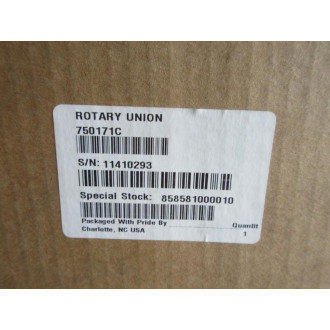 ROTARY UNION
750171C
S/N: 11410293
Special Stock: 858581000010
Packaged With Pride By Quantit
Charlotte, NC USA 1